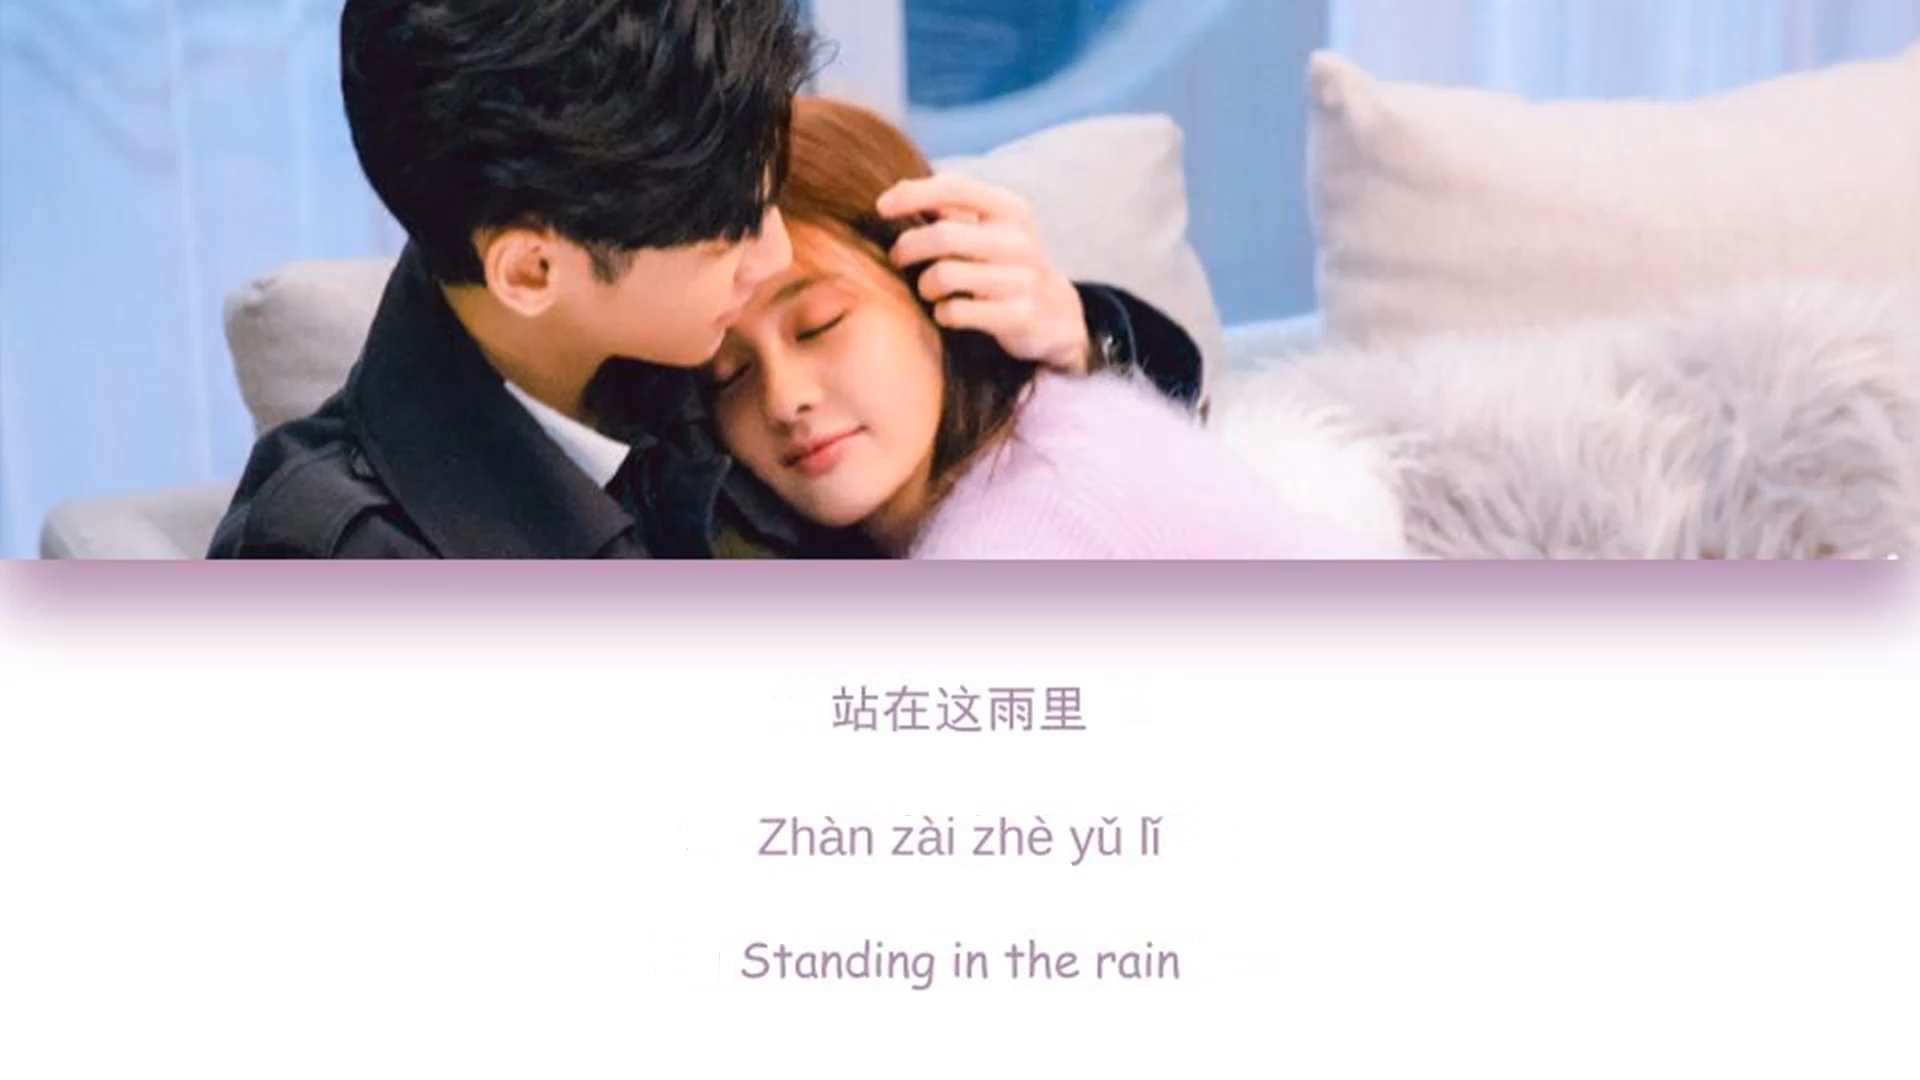 站在这雨里
Zhàn zài zhè yǔ lǐ
Standing in the rain